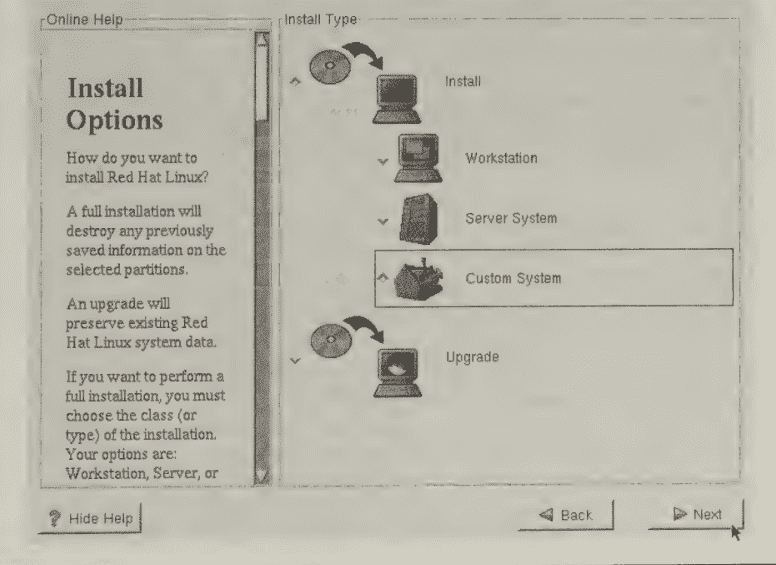 Online Help
Install
Options
How do you want to
install Red Hat Linux?
A full installation will
destroy any previously
saved information on the
selected partitions.
An upgrade will
preserve existing Red
Hat Linux system data.
If you want to perform a
full installation, you must
choose the class (or
type) of the installation.
Your options are:
Workstation, Server, or
Install Type
Install
Workstation
Server System
Custom System
Upgrade
Hide Help
Back
Next